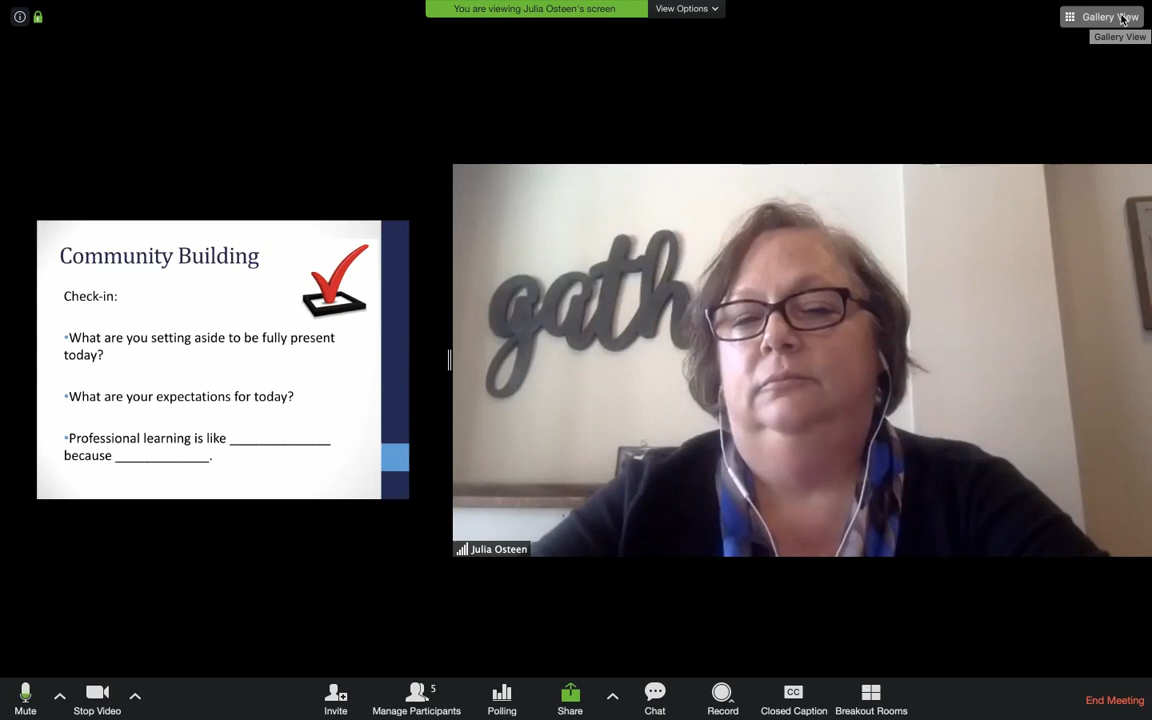 You are viewing Julia Osteen's screen
View Options
Gallery View
Gallery View
Community Building
Check-in:
•What are you setting aside to be fully present
today?
•What are your expectations for today?
•Professional learning is like ______________
because _____________.
gath
Julia Osteen
Mute
Stop Video
Invite
5
Manage Participants
Polling
Share
Chat
Record
CC
Closed Caption
Breakout Rooms
End Meeting